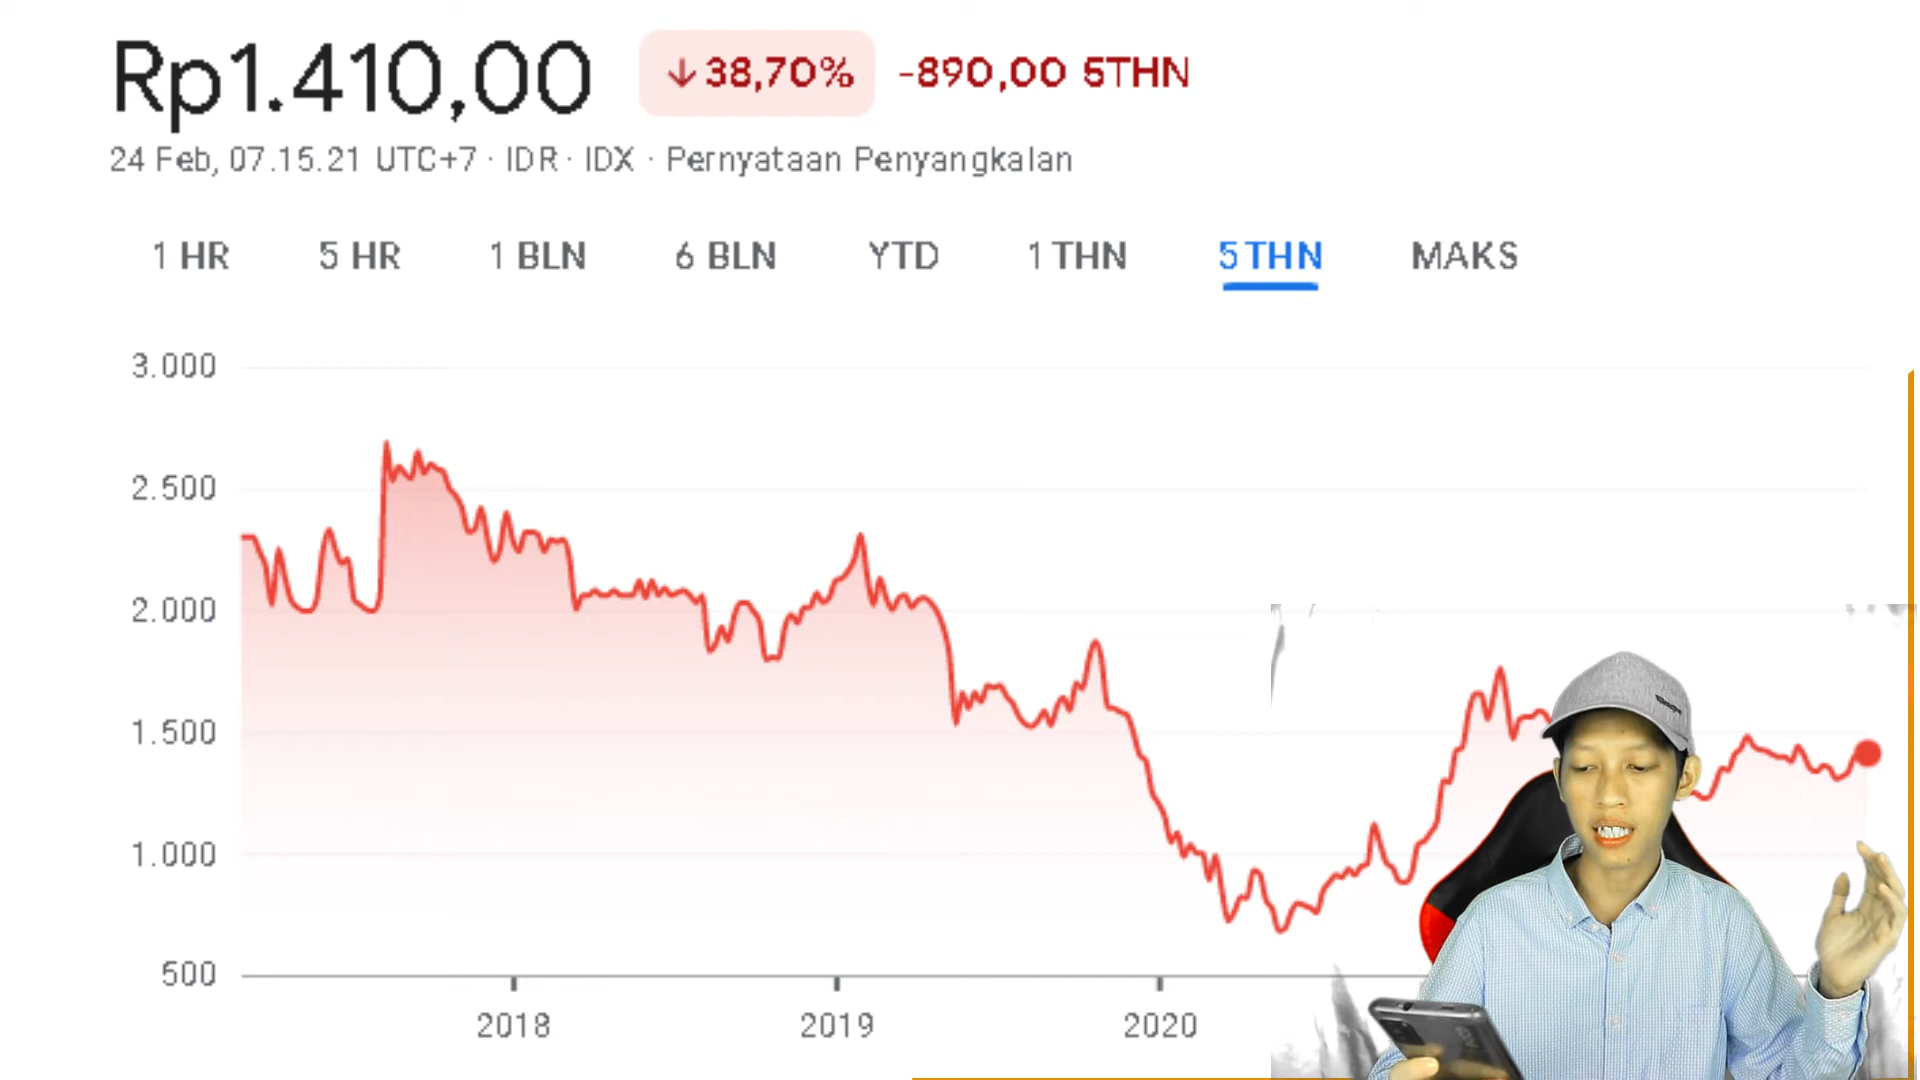 Rp1.410,00 ↓38,70% -890,00 5THN
24 Feb, 07.15.21 UTC+7 · IDR · IDX · Pernyataan Penyangkalan
1 HR 5 HR 1 BLN 6 BLN YTD 1 THN 5 THN MAKS
3.000
2.500
2.000
1.500
1.000
500
2018 2019 2020